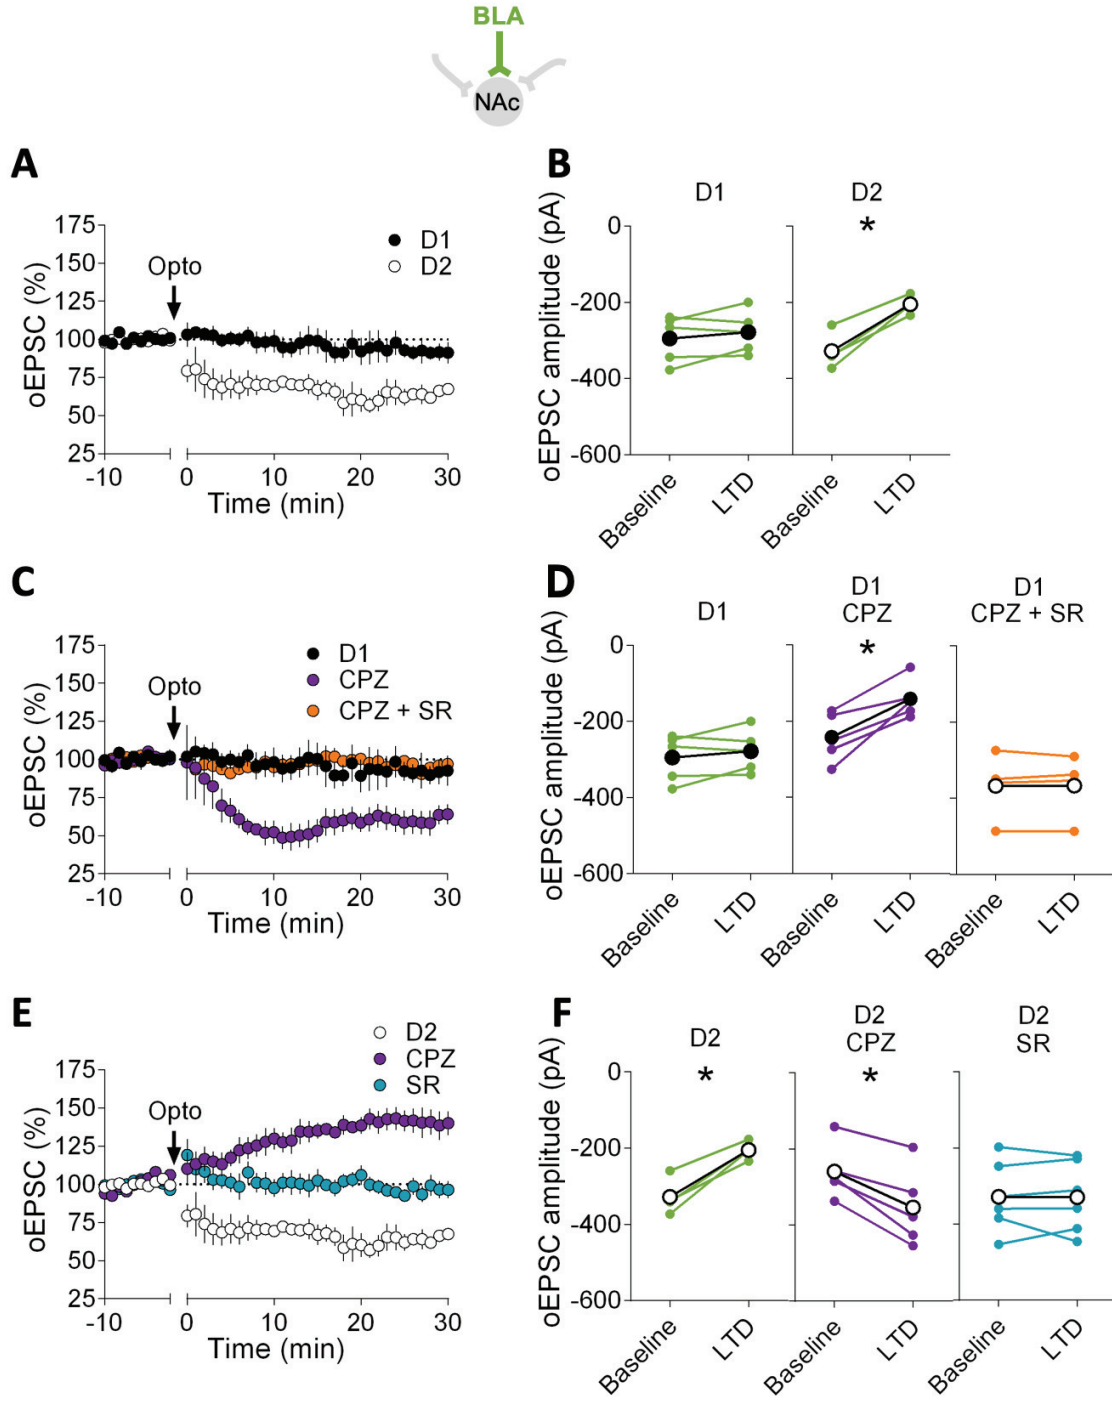 BLA
NAc
A
oEPSC (%)
175
150
125
100
75
50
25
Opto
D1
D2
-10
0
10
20
30
Time (min)
B
D1
D2
*
oEPSC amplitude (pA)
0
-200
-400
-600
Baseline
LTD
Baseline
LTD
C
oEPSC (%)
175
150
125
100
75
50
25
Opto
D1
CPZ
CPZ + SR
-10
0
10
20
30
Time (min)
D
D1
D1
CPZ
*
D1
CPZ + SR
oEPSC amplitude (pA)
0
-200
-400
-600
Baseline
LTD
Baseline
LTD
Baseline
LTD
E
oEPSC (%)
175
150
125
100
75
50
25
Opto
D2
CPZ
SR
-10
0
10
20
30
Time (min)
F
D2
*
D2
CPZ
*
D2
SR
oEPSC amplitude (pA)
0
-200
-400
-600
Baseline
LTD
Baseline
LTD
Baseline
LTD